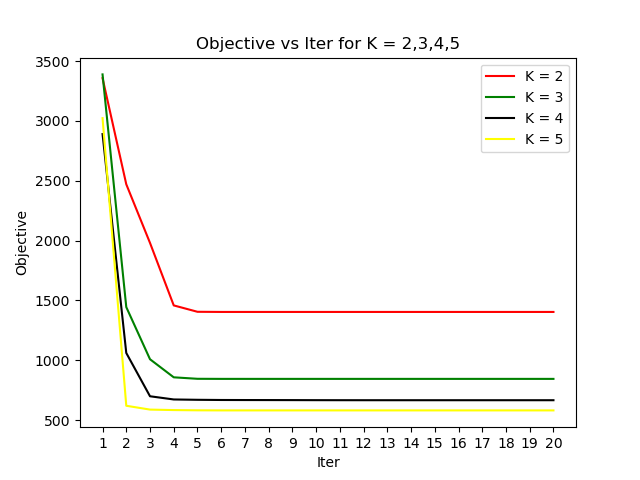 Objective vs Iter for K = 2,3,4,5
3500
3000
2500
2000
1500
1000
500
Objective
K = 2
K = 3
K = 4
K = 5
1 2 3 4 5 6 7 8 9 10 11 12 13 14 15 16 17 18 19 20
Iter